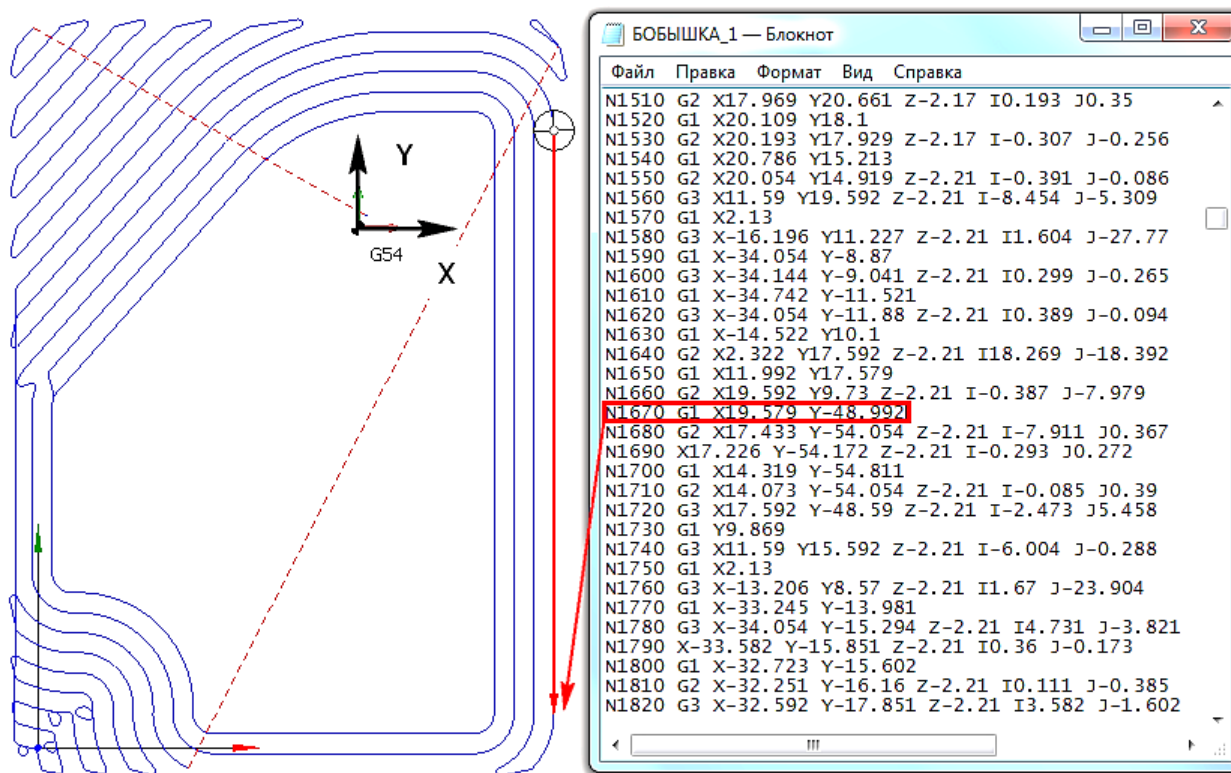 Y
G54
X
БОБЫШКА_1 — Блокнот
Файл Правка Формат Вид Справка
N1510 G2 X17.969 Y20.661 Z-2.17 I0.193 J0.35
N1520 G1 X20.109 Y18.1
N1530 G2 X20.193 Y17.929 Z-2.17 I-0.307 J-0.256
N1540 G1 X20.786 Y15.213
N1550 G2 X20.054 Y14.919 Z-2.21 I-0.391 J-0.086
N1560 G3 X11.59 Y19.592 Z-2.21 I-8.454 J-5.309
N1570 G1 X2.13
N1580 G3 X-16.196 Y11.227 Z-2.21 I1.604 J-27.77
N1590 G1 X-34.054 Y-8.87
N1600 G3 X-34.144 Y-9.041 Z-2.21 I0.299 J-0.265
N1610 G1 X-34.742 Y-11.521
N1620 G3 X-34.054 Y-11.88 Z-2.21 I0.389 J-0.094
N1630 G1 X-14.522 Y10.1
N1640 G2 X2.322 Y17.592 Z-2.21 I18.269 J-18.392
N1650 G1 X11.992 Y17.579
N1660 G2 X19.592 Y9.73 Z-2.21 I-0.387 J-7.979
N1670 G1 X19.579 Y-48.992
N1680 G2 X17.433 Y-54.054 Z-2.21 I-7.911 J0.367
N1690 X17.226 Y-54.172 Z-2.21 I-0.293 J0.272
N1700 G1 X14.319 Y-54.811
N1710 G2 X14.073 Y-54.054 Z-2.21 I-0.085 J0.39
N1720 G3 X17.592 Y-48.59 Z-2.21 I-2.473 J5.458
N1730 G1 Y9.869
N1740 G3 X11.59 Y15.592 Z-2.21 I-6.004 J-0.288
N1750 G1 X2.13
N1760 G3 X-13.206 Y8.57 Z-2.21 I1.67 J-23.904
N1770 G1 X-33.245 Y-13.981
N1780 G3 X-34.054 Y-15.294 Z-2.21 I4.731 J-3.821
N1790 X-33.582 Y-15.851 Z-2.21 I0.36 J-0.173
N1800 G1 X-32.723 Y-15.602
N1810 G2 X-32.251 Y-16.16 Z-2.21 I0.111 J-0.385
N1820 G3 X-32.592 Y-17.851 Z-2.21 I3.582 J-1.602